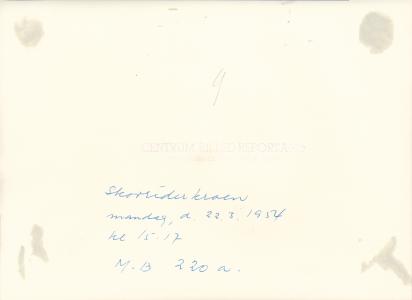 9
CENTRUM BILLED REPORTAGE
Skovriderkroen
mandag, d. 22 3. 1954
kl 15.17
M.B 220 a.